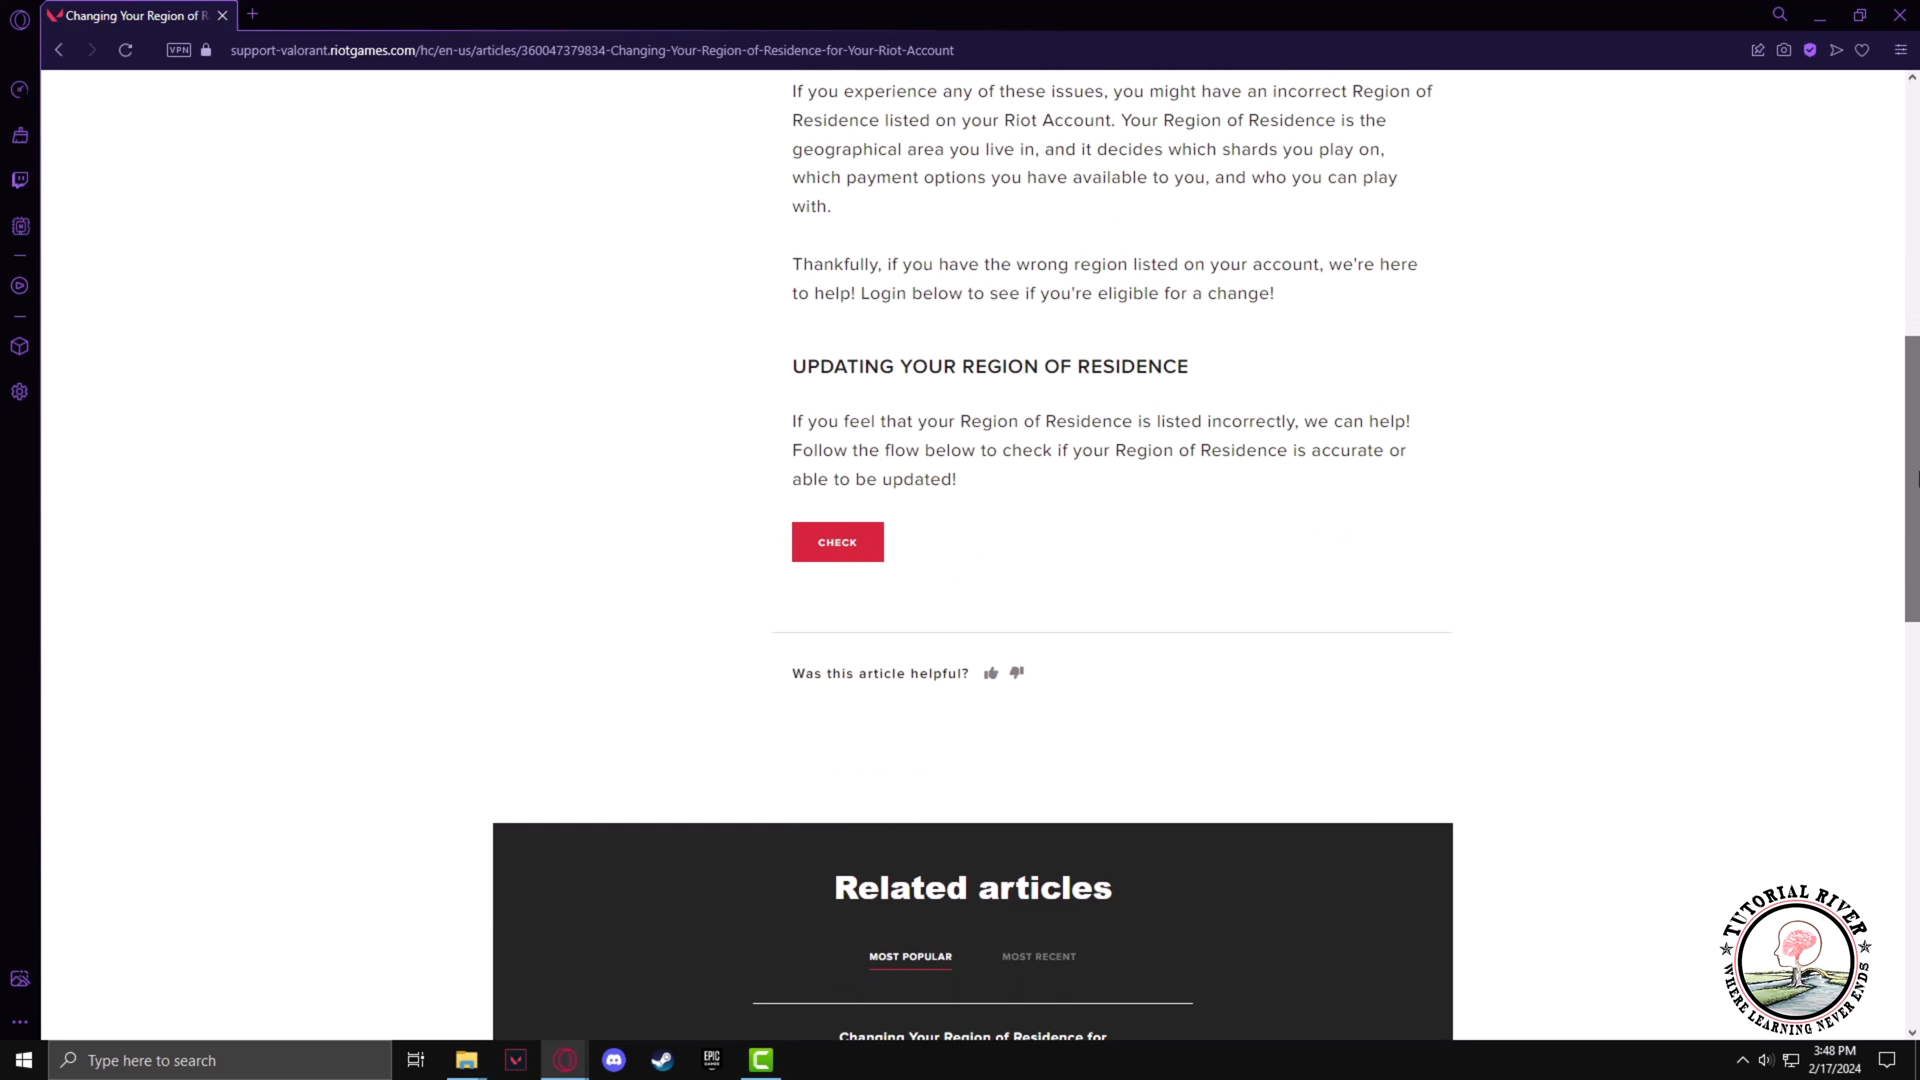 Changing Your Region of R
VPN
support-valorant.riotgames.com/hc/en-us/articles/360047379834-Changing-Your-Region-of-Residence-for-Your-Riot-Account
If you experience any of these issues, you might have an incorrect Region of
Residence listed on your Riot Account. Your Region of Residence is the
geographical area you live in, and it decides which shards you play on,
which payment options you have available to you, and who you can play
with.
Thankfully, if you have the wrong region listed on your account, we're here
to help! Login below to see if you're eligible for a change!
UPDATING YOUR REGION OF RESIDENCE
If you feel that your Region of Residence is listed incorrectly, we can help!
Follow the flow below to check if your Region of Residence is accurate or
able to be updated!
CHECK
Was this article helpful?
Related articles
MOST POPULAR
MOST RECENT
Changing Your Region of Residence for
TUTORIAL RIVER
WHERE LEARNING NEVER ENDS
Type here to search
EPIC
GAMES
3:48 PM
2/17/2024